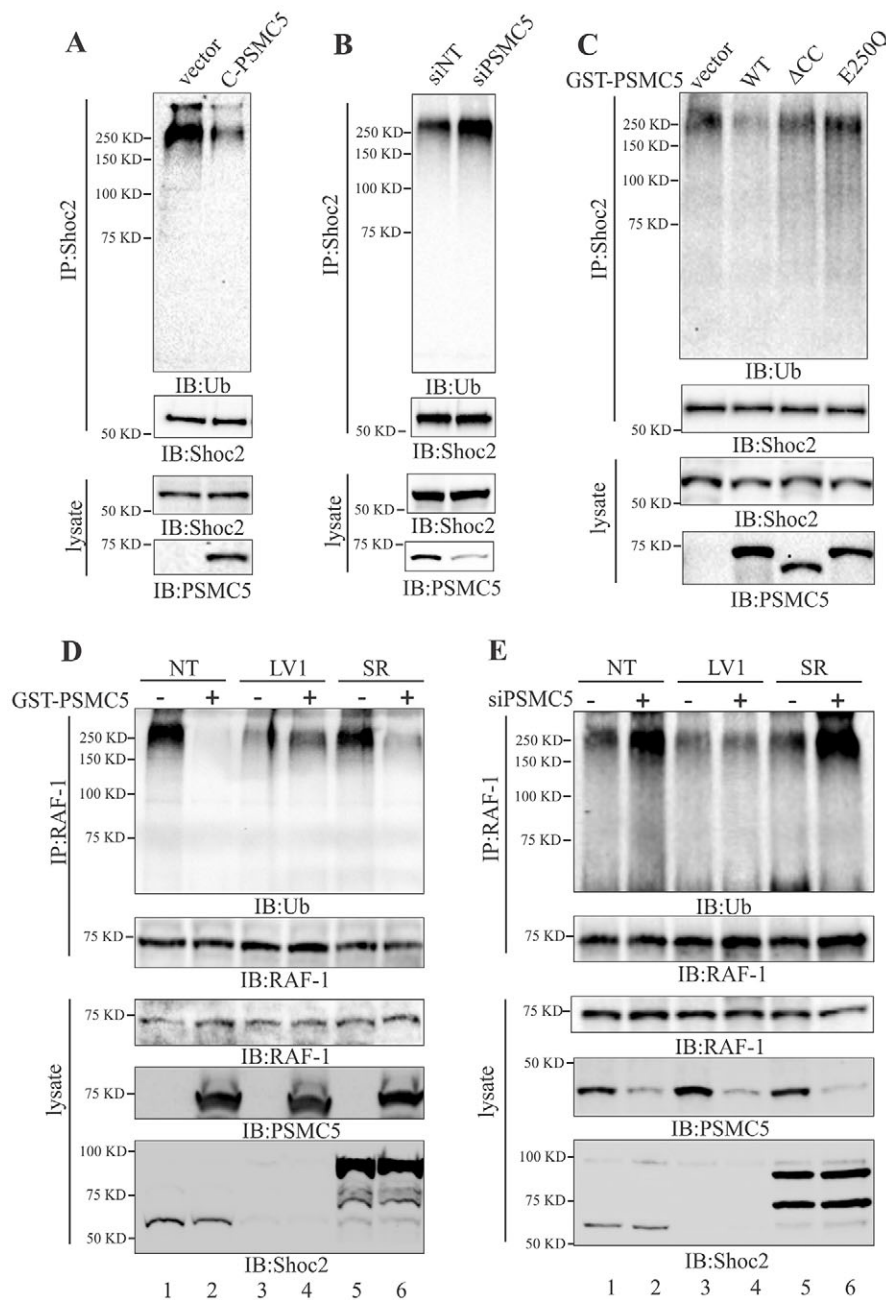 A
vector
C-PSMC5
IP:Shoc2
250 KD
150 KD
100 KD
75 KD
IB:Ub
50 KD
IB:Shoc2
lysate
50 KD
IB:Shoc2
75 KD
IB:PSMC5
B
siNT
siPSMC5
IP:Shoc2
250 KD
150 KD
100 KD
75 KD
IB:Ub
50 KD
IB:Shoc2
lysate
50 KD
IB:Shoc2
75 KD
IB:PSMC5
C
GST-PSMC5 vector WT ΔCC E250Q
IP:Shoc2
250 KD
150 KD
100 KD
75 KD
IB:Ub
50 KD
IB:Shoc2
lysate
50 KD
IB:Shoc2
75 KD
IB:PSMC5
D
NT LV1 SR
GST-PSMC5 - + - + - +
IP:RAF-1
250 KD
150 KD
100 KD
75 KD
IB:Ub
75 KD
IB:RAF-1
lysate
75 KD
IB:RAF-1
75 KD
IB:PSMC5
100 KD
75 KD
50 KD
IB:Shoc2
1 2 3 4 5 6
E
NT LV1 SR
siPSMC5 - + - + - +
IP:RAF-1
250 KD
150 KD
100 KD
75 KD
IB:Ub
75 KD
IB:RAF-1
lysate
75 KD
IB:RAF-1
50 KD
IB:PSMC5
100 KD
75 KD
50 KD
IB:Shoc2
1 2 3 4 5 6